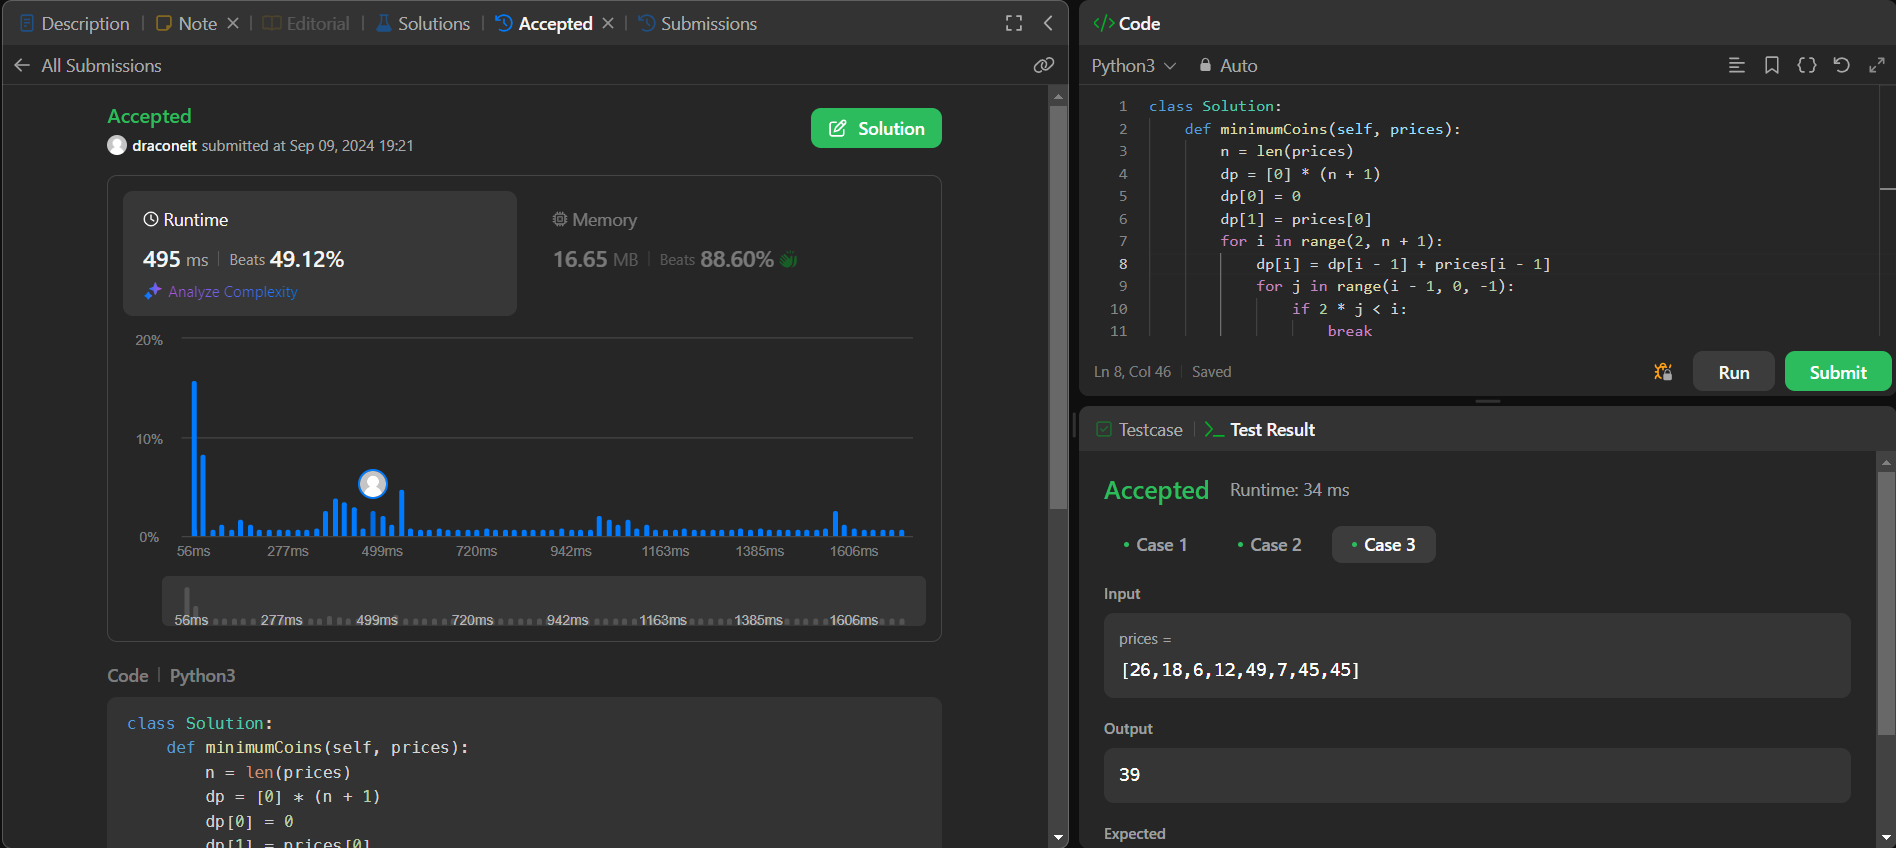 Description
Note
Editorial
Solutions
Accepted
Submissions
All Submissions
Accepted
draconeit submitted at Sep 09, 2024 19:21
Solution
Runtime
495 ms | Beats 49.12%
Analyze Complexity
Memory
16.65 MB | Beats 88.60%
20%
10%
0%
56ms 277ms 499ms 720ms 942ms 1163ms 1385ms 1606ms
56ms 277ms 499ms 720ms 942ms 1163ms 1385ms 1606ms
Code | Python3
class Solution:
    def minimumCoins(self, prices):
        n = len(prices)
        dp = [0] * (n + 1)
        dp[0] = 0
        dp[1] = prices[0]
</> Code
Python3
Auto
1 class Solution:
2     def minimumCoins(self, prices):
3         n = len(prices)
4         dp = [0] * (n + 1)
5         dp[0] = 0
6         dp[1] = prices[0]
7         for i in range(2, n + 1):
8             dp[i] = dp[i - 1] + prices[i - 1]
9             for j in range(i - 1, 0, -1):
10                 if 2 * j < i:
11                     break
Ln 8, Col 46 | Saved
Run
Submit
Testcase
Test Result
Accepted
Runtime: 34 ms
Case 1
Case 2
Case 3
Input
prices =
[26,18,6,12,49,7,45,45]
Output
39
Expected